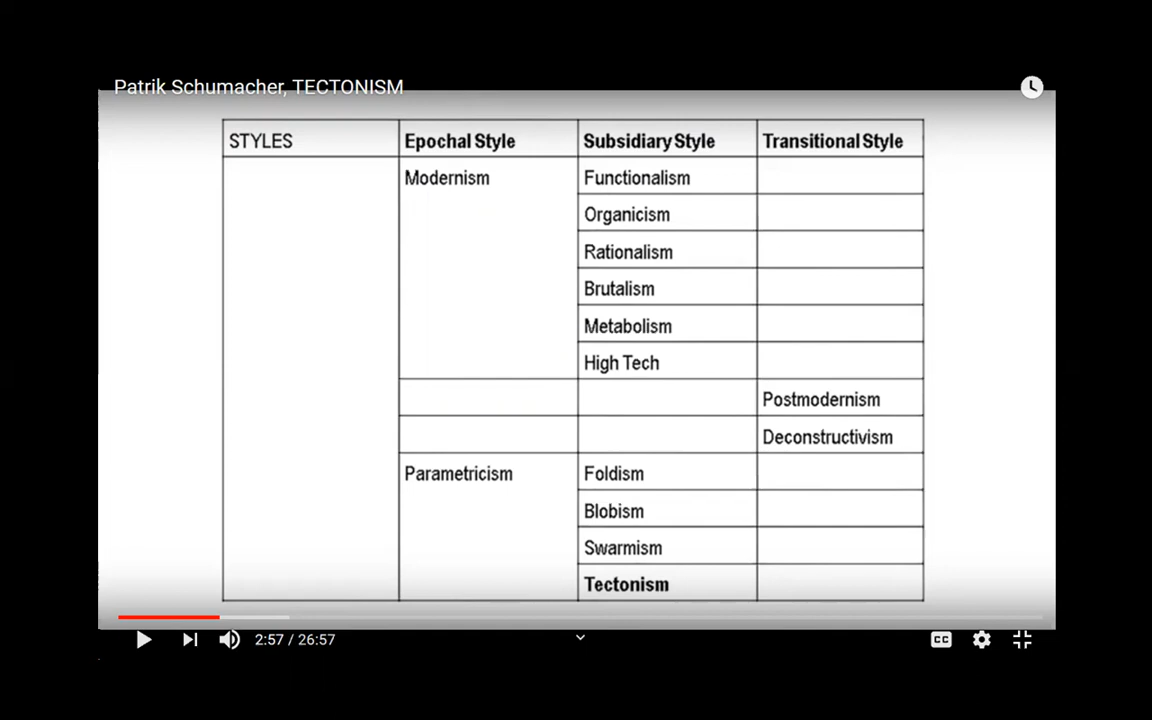 Patrik Schumacher, TECTONISM
STYLES Epochal Style Subsidiary Style Transitional Style
Modernism Functionalism
Organicism
Rationalism
Brutalism
Metabolism
High Tech
Postmodernism
Deconstructivism
Parametricism Foldism
Blobism
Swarmism
Tectonism
2:57 / 26:57 CC